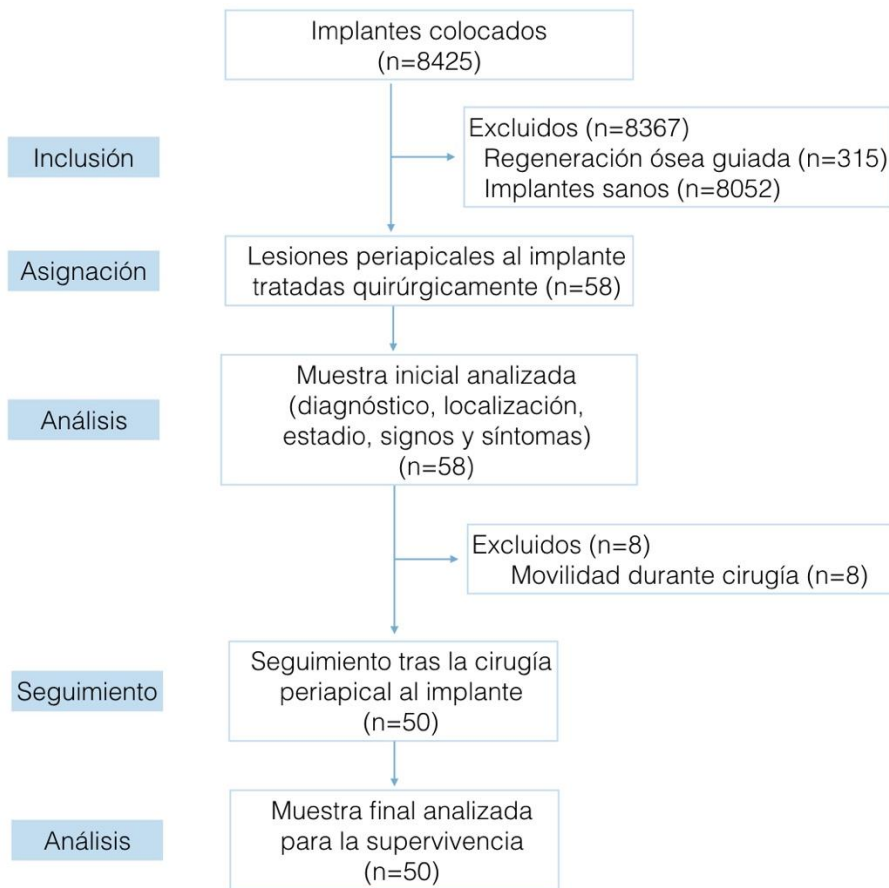 Implantes colocados
(n=8425)
Inclusión
Excluidos (n=8367)
Regeneración ósea guiada (n=315)
Implantes sanos (n=8052)
Asignación
Lesiones periapicales al implante
tratadas quirúrgicamente (n=58)
Análisis
Muestra inicial analizada
(diagnóstico, localización,
estadio, signos y síntomas)
(n=58)
Excluidos (n=8)
Movilidad durante cirugía (n=8)
Seguimiento
Seguimiento tras la cirugía
periapical al implante
(n=50)
Análisis
Muestra final analizada
para la supervivencia
(n=50)